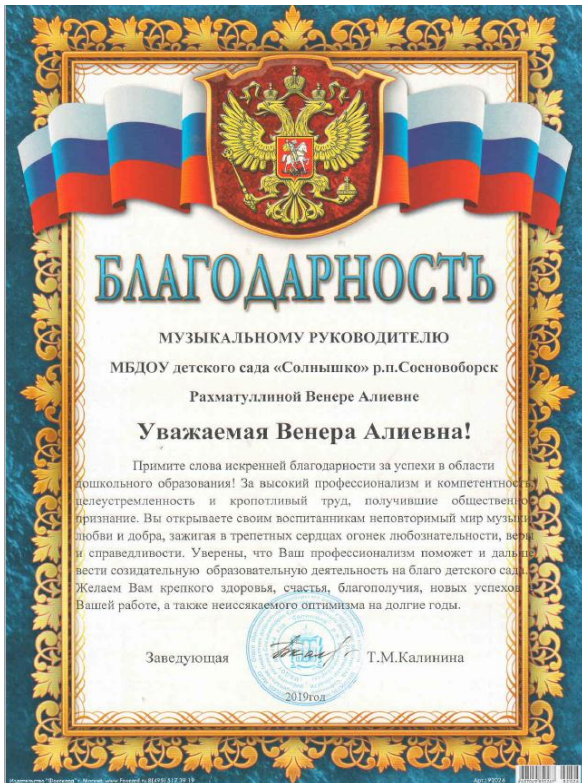 БЛАГОДАРНОСТЬ
МУЗЫКАЛЬНОМУ РУКОВОДИТЕЛЮ
МБДОУ детского сада «Солнышко» р.п.Сосновоборск
Рахматуллиной Венере Алиевне
Уважаемая Венера Алиевна!
Примите слова искренней благодарности за успехи в области
дошкольного образования! За высокий профессионализм и компетентность,
целеустремленность и кропотливый труд, получившие общественное
признание. Вы открываете своим воспитанникам неповторимый мир музыки,
любви и добра, зажигая в трепетных сердцах огонек любознательности, веры
и справедливости. Уверены, что Ваш профессионализм поможет и дальше
вести созидательную образовательную деятельность на благо детского сада.
Желаем Вам крепкого здоровья, счастья, благополучия, новых успехов в
Вашей работе, а также неиссякаемого оптимизма на долгие годы.
Заведующая Т.М.Калинина
2019год